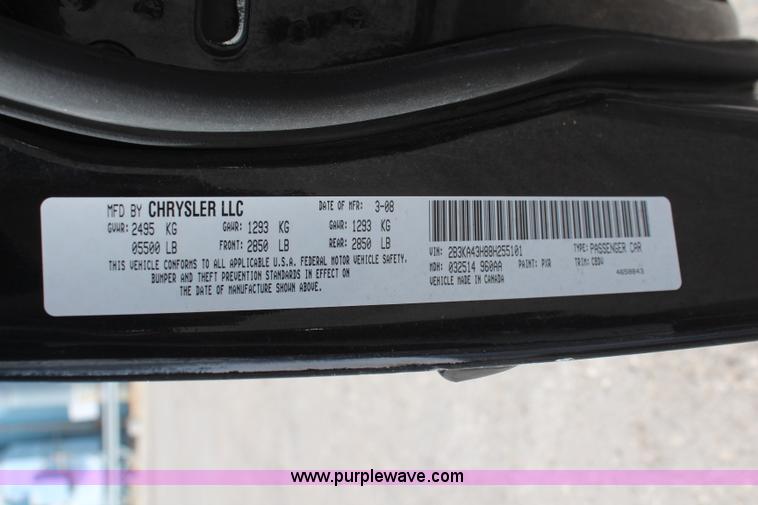 MFD BY CHRYSLER LLC DATE OF MFR: 3-08
GVWR: 2495 KG GAWR: 1293 KG GAWR: 1293 KG
05500 LB FRONT: 2850 LB REAR: 2850 LB
THIS VEHICLE CONFORMS TO ALL APPLICABLE U.S.A. FEDERAL MOTOR VEHICLE SAFETY,
BUMPER AND THEFT PREVENTION STANDARDS IN EFFECT ON
THE DATE OF MANUFACTURE SHOWN ABOVE.
VIN: 2B3KA43H88H255101 TYPE: PASSENGER CAR
MDH: 032514 960AA PAINT: PXR TRIM: CBDV
VEHICLE MADE IN CANADA 4658843
www.purplewave.com